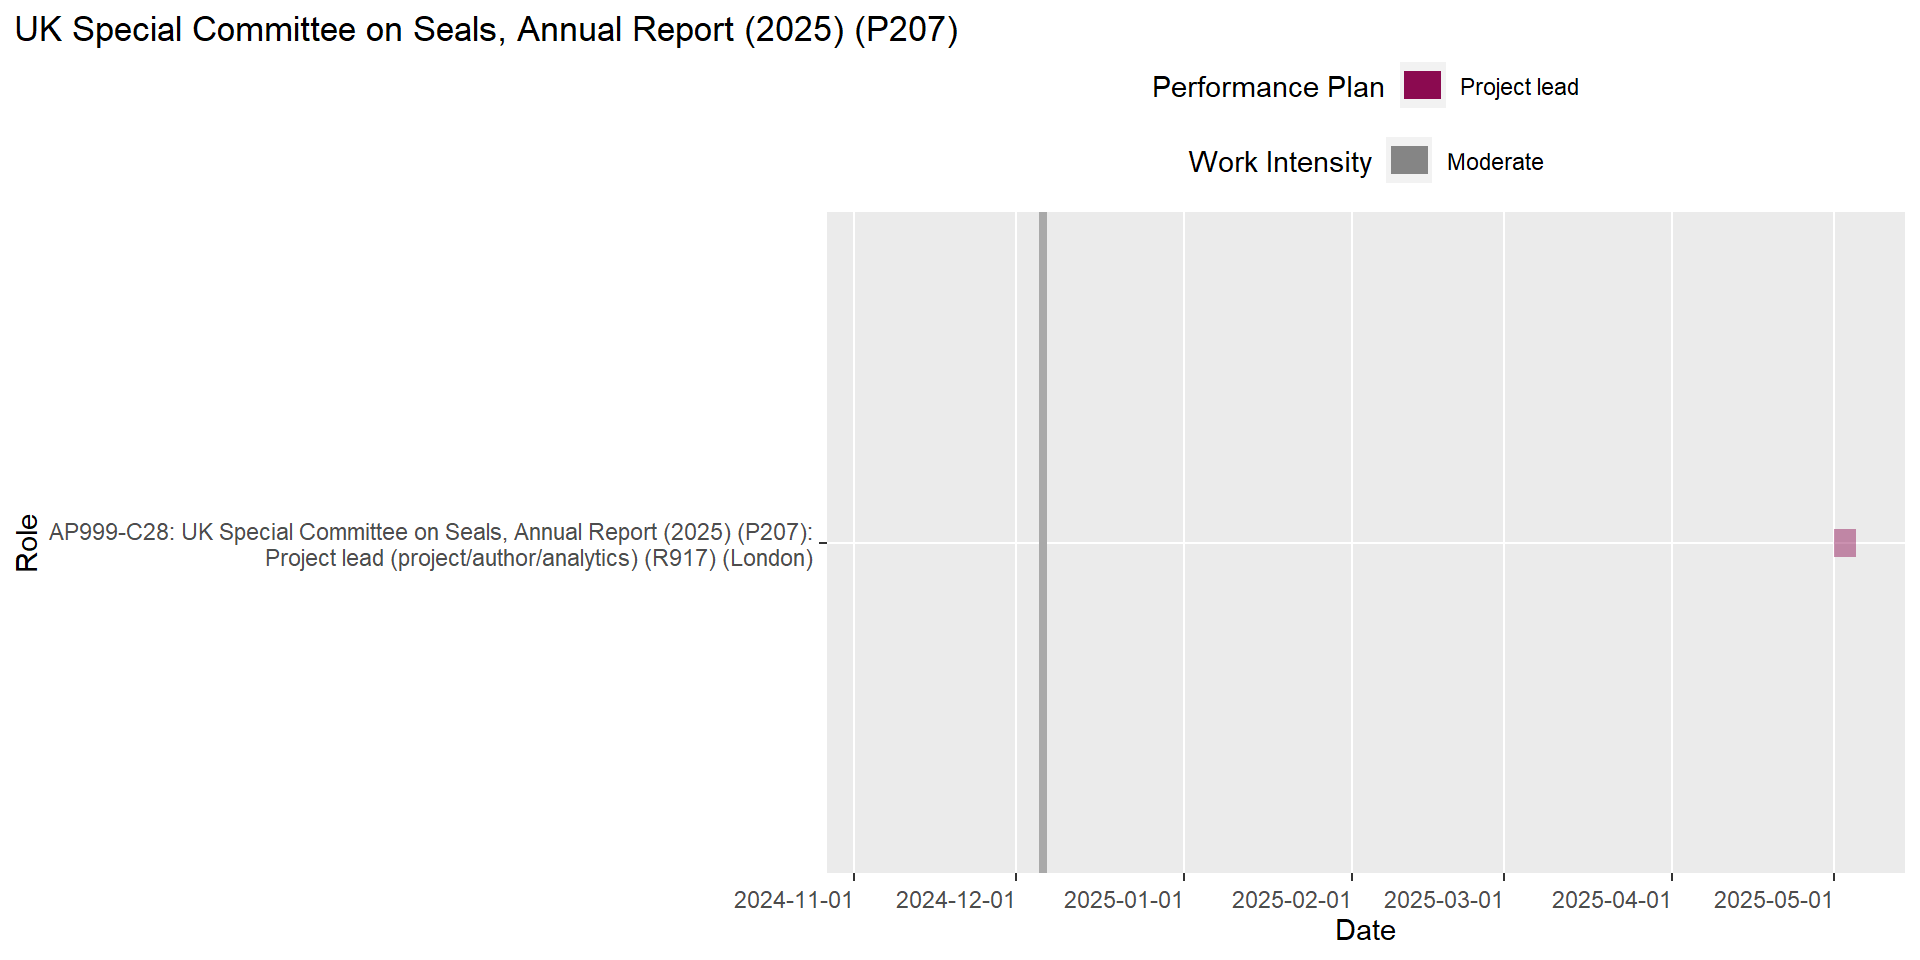 UK Special Committee on Seals, Annual Report (2025) (P207)
Performance Plan
Project lead
Work Intensity
Moderate
Role
AP999-C28: UK Special Committee on Seals, Annual Report (2025) (P207):
Project lead (project/author/analytics) (R917) (London)
2024-11-01
2024-12-01
2025-01-01
2025-02-01
2025-03-01
2025-04-01
2025-05-01
Date